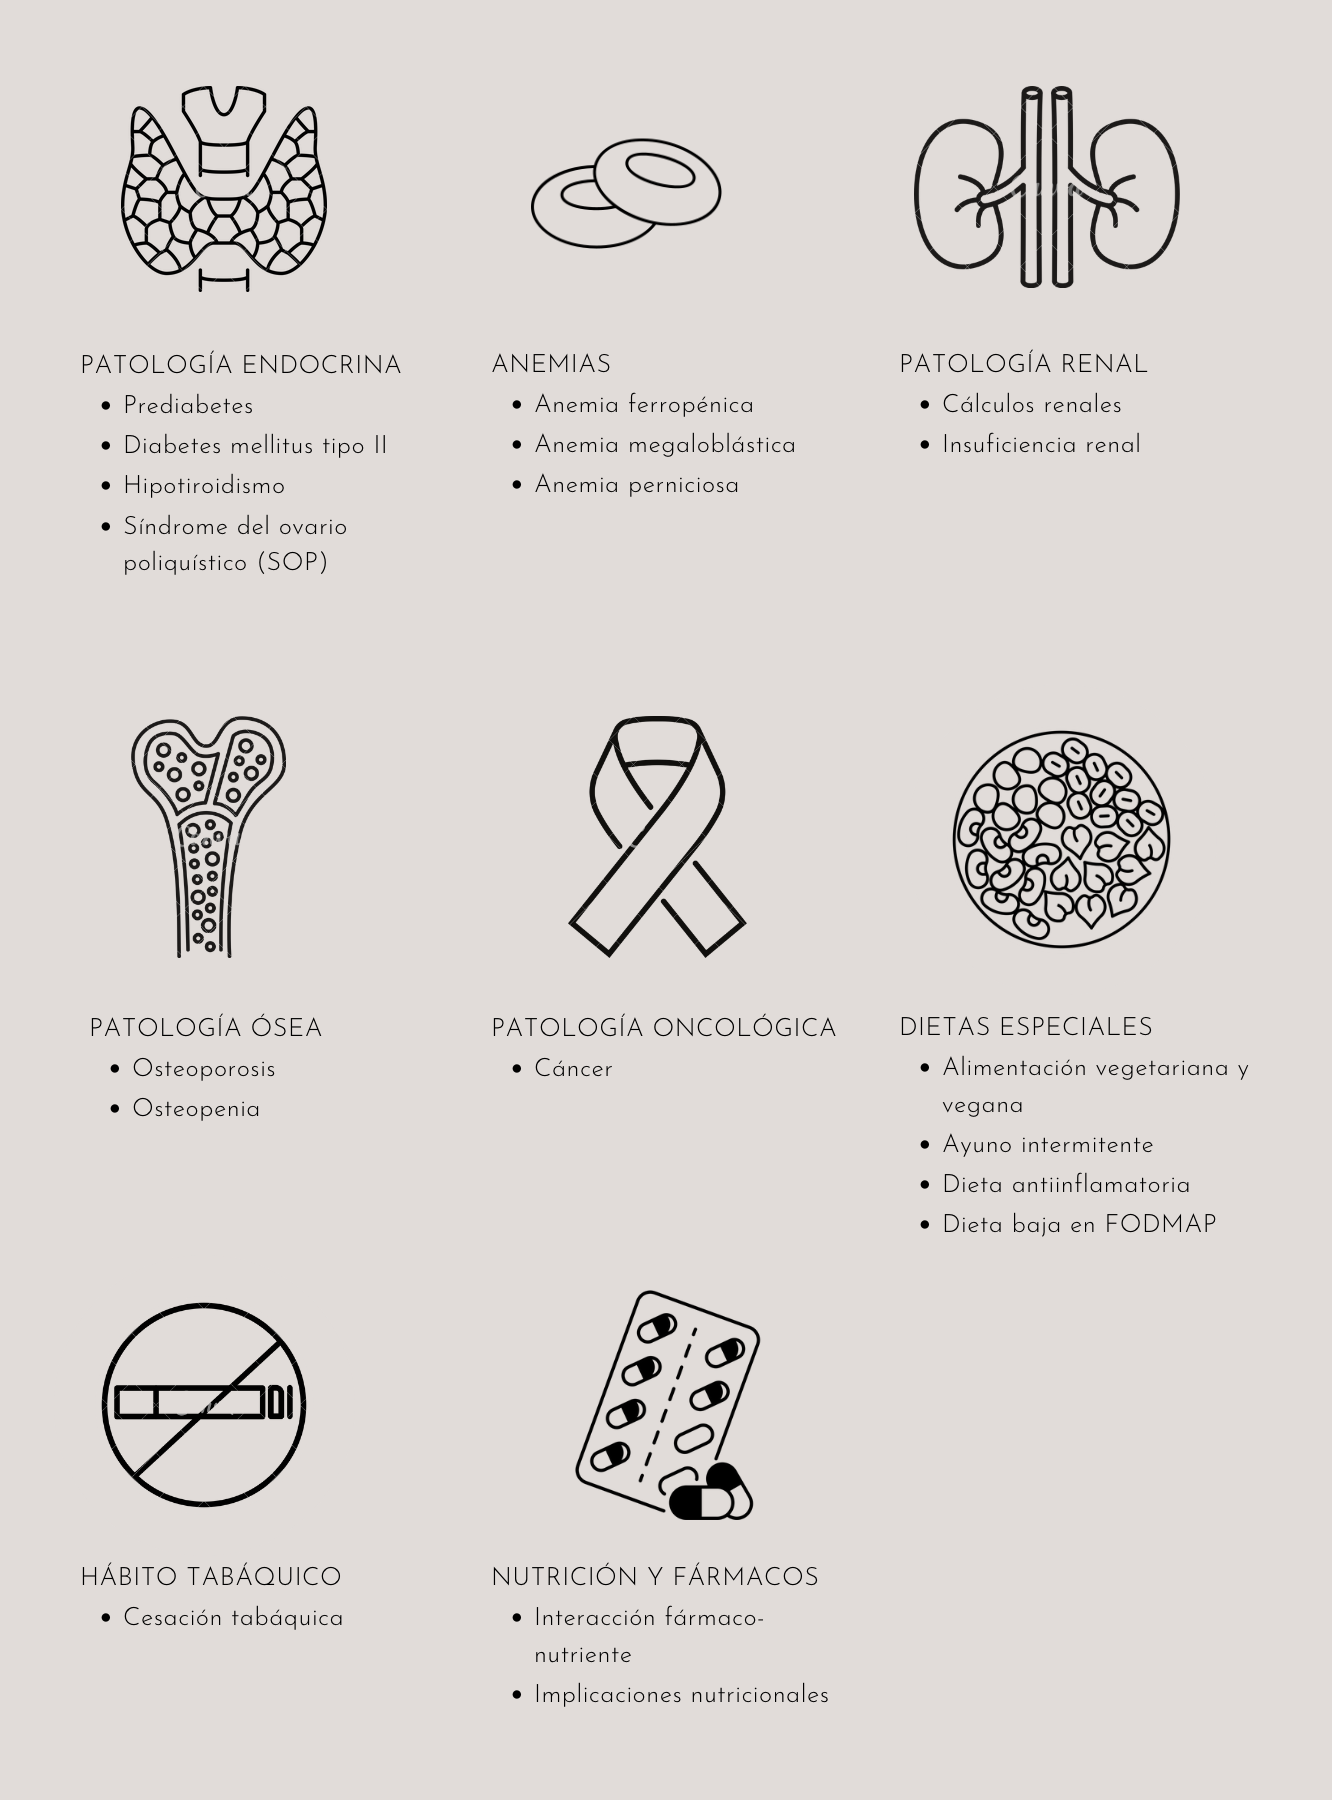 PATOLOGÍA ENDOCRINA
• Prediabetes
• Diabetes mellitus tipo II
• Hipotiroidismo
• Síndrome del ovario
poliquístico (SOP)
ANEMIAS
• Anemia ferropénica
• Anemia megaloblástica
• Anemia perniciosa
PATOLOGÍA RENAL
• Cálculos renales
• Insuficiencia renal
PATOLOGÍA ÓSEA
• Osteoporosis
• Osteopenia
PATOLOGÍA ONCOLÓGICA
• Cáncer
DIETAS ESPECIALES
• Alimentación vegetariana y
vegana
• Ayuno intermitente
• Dieta antiinflamatoria
• Dieta baja en FODMAP
HÁBITO TABÁQUICO
• Cesación tabáquica
NUTRICIÓN Y FÁRMACOS
• Interacción fármaco-
nutriente
• Implicaciones nutricionales